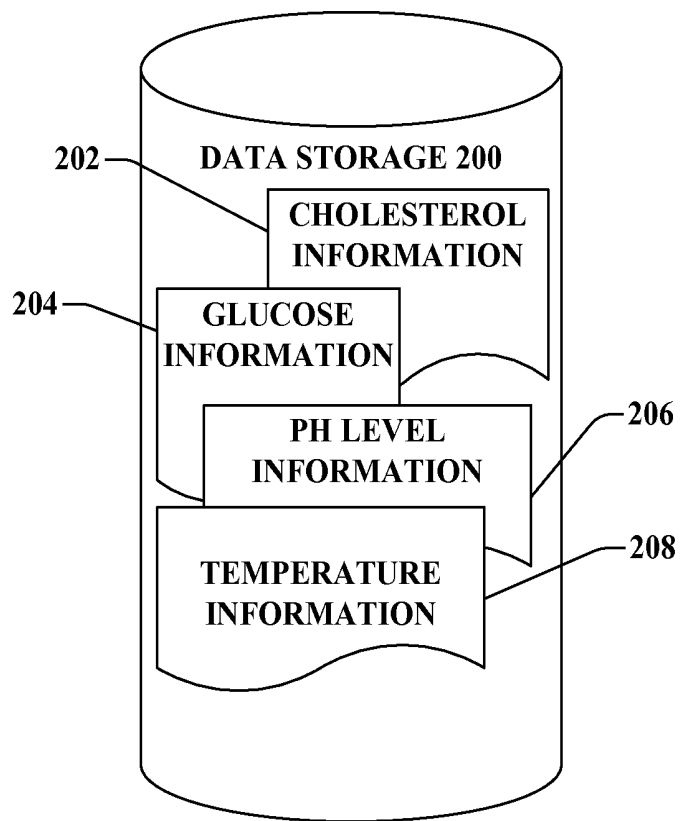 DATA STORAGE 200
202
CHOLESTEROL
INFORMATION
204
GLUCOSE
INFORMATION
206
PH LEVEL
INFORMATION
208
TEMPERATURE
INFORMATION